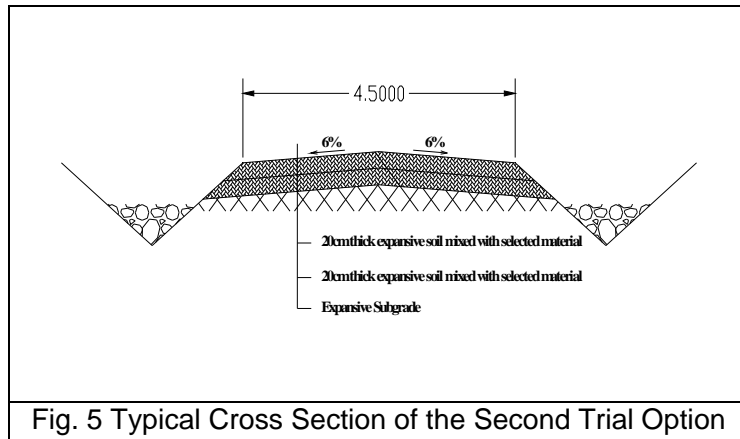 4.5000
6% 6%
20cm thick expansive soil mixed with selected material
20cm thick expansive soil mixed with selected material
Expansive Subgrade
Fig. 5 Typical Cross Section of the Second Trial Option